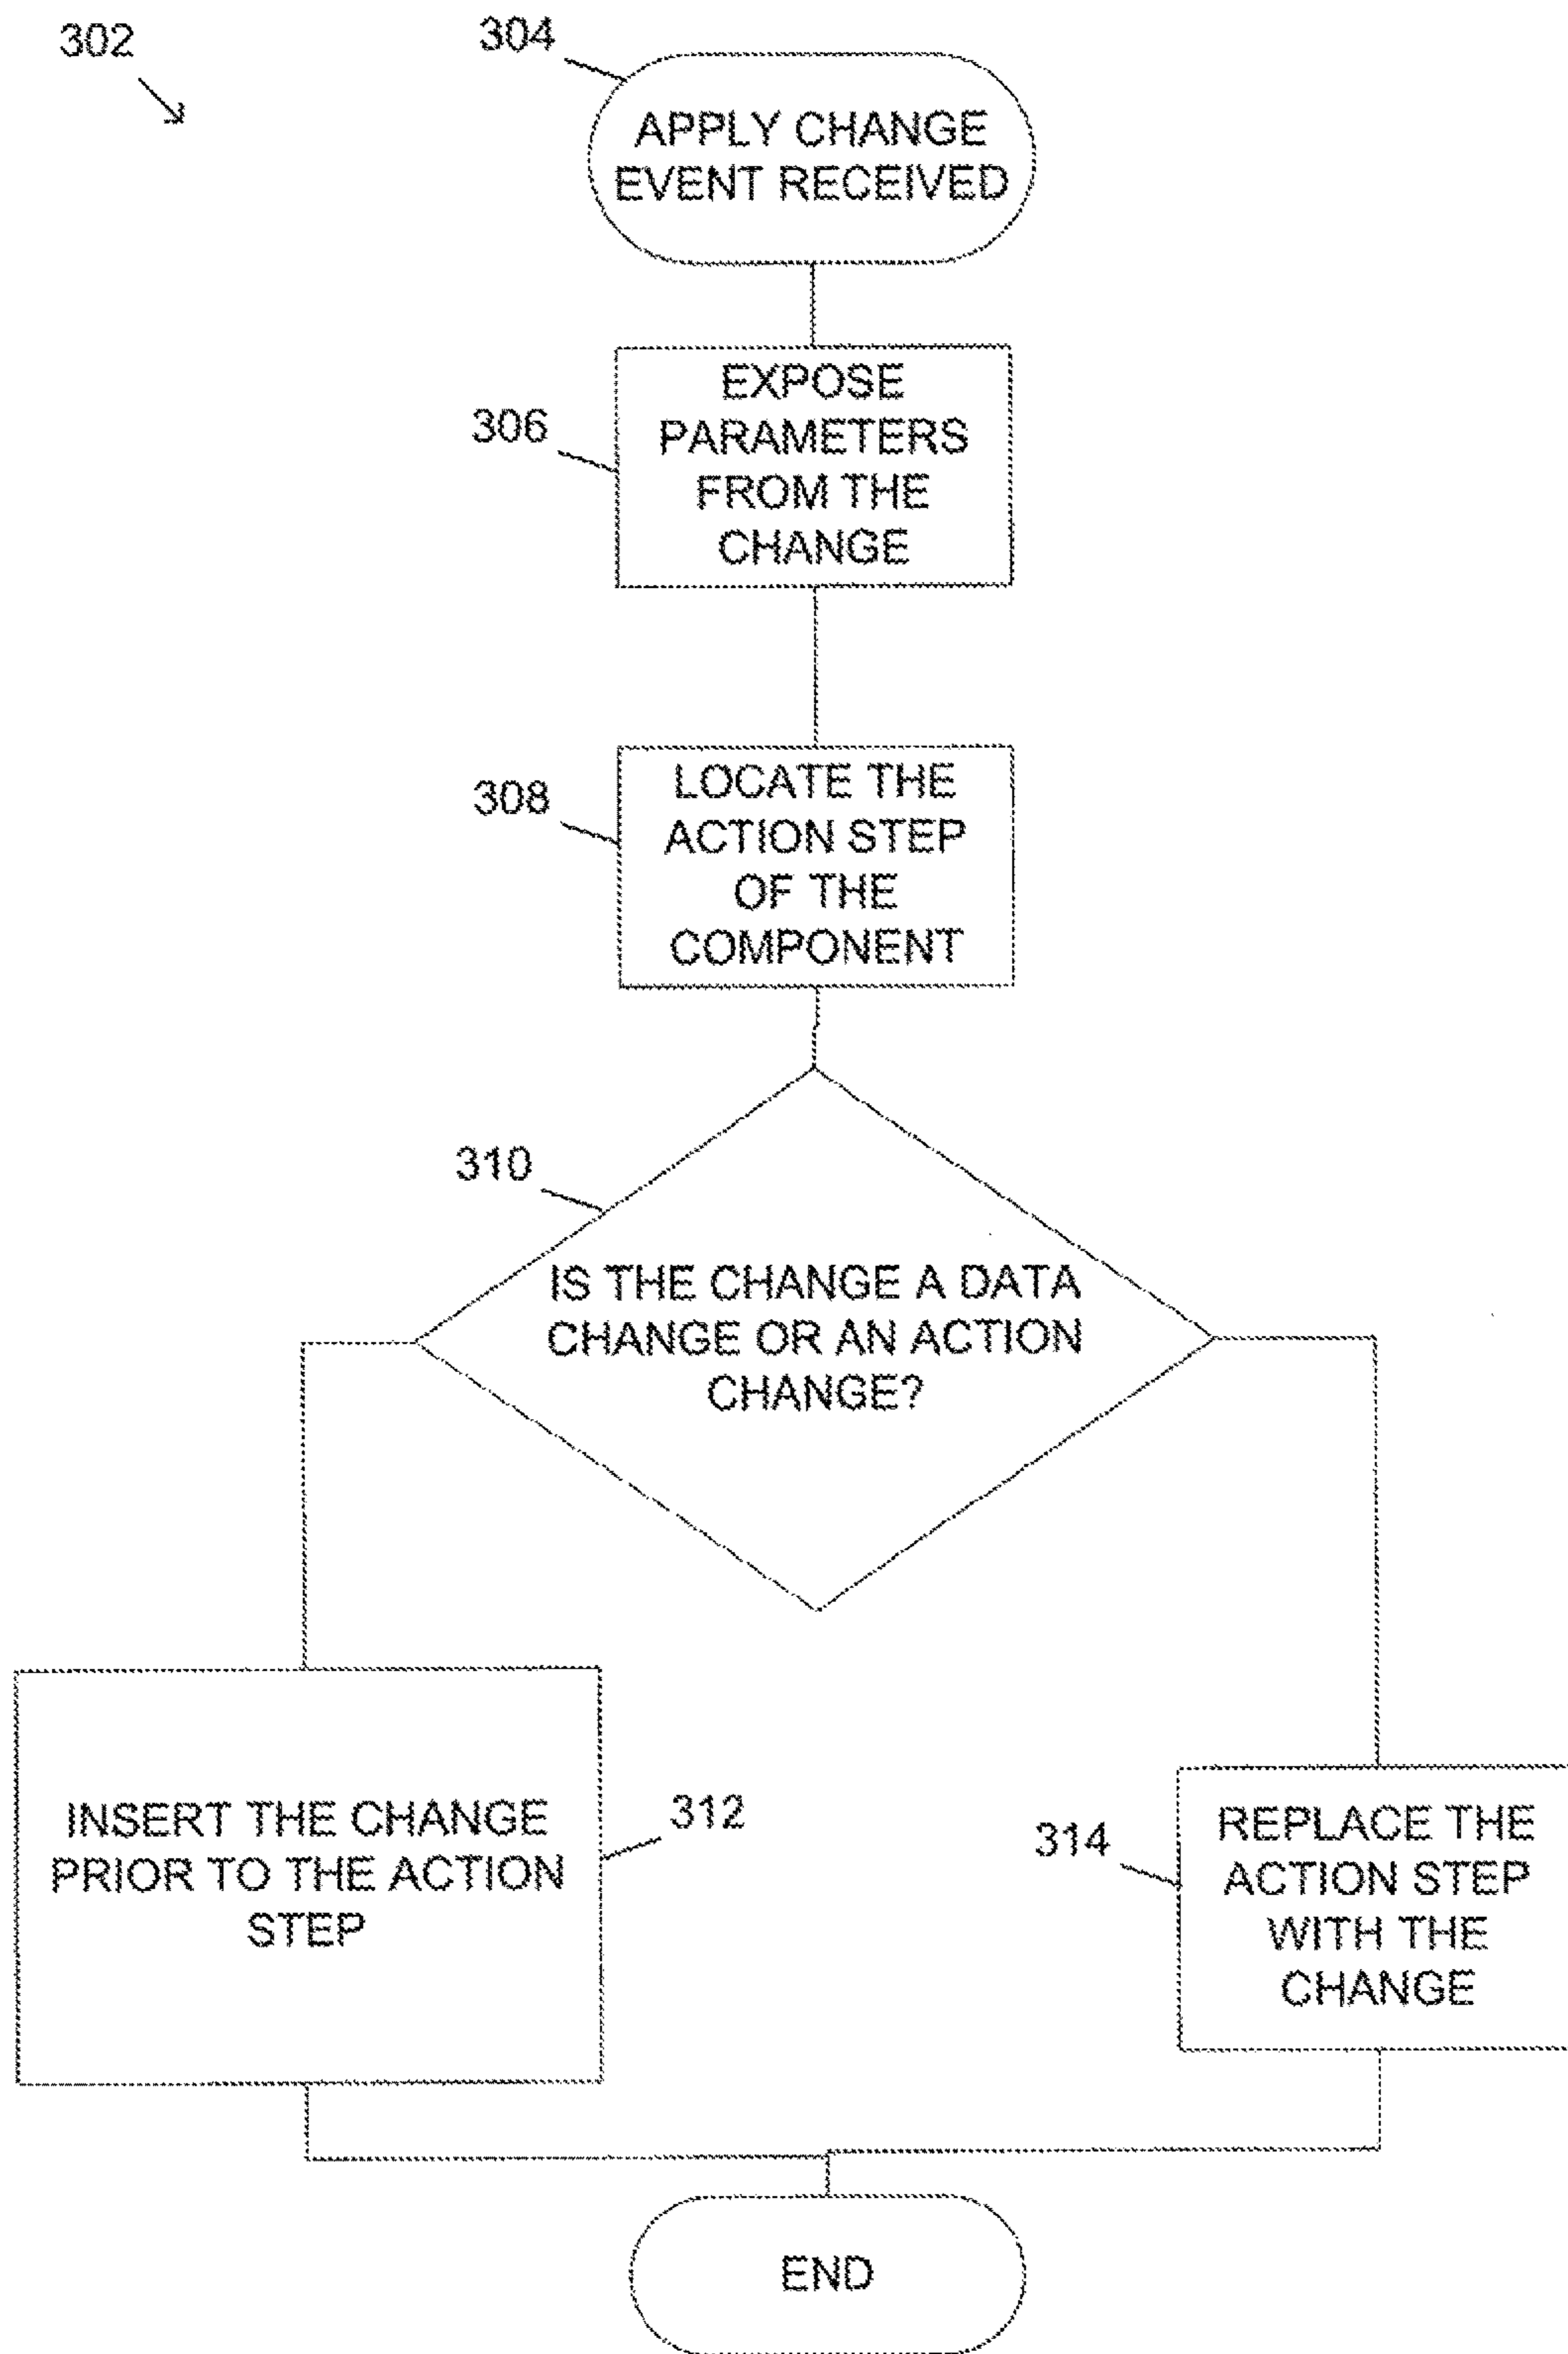 302
304
APPLY CHANGE
EVENT RECEIVED
306
EXPOSE
PARAMETERS
FROM THE
CHANGE
308
LOCATE THE
ACTION STEP
OF THE
COMPONENT
310
IS THE CHANGE A DATA
CHANGE OR AN ACTION
CHANGE?
INSERT THE CHANGE
PRIOR TO THE ACTION
STEP
312
314
REPLACE THE
ACTION STEP
WITH THE
CHANGE
END